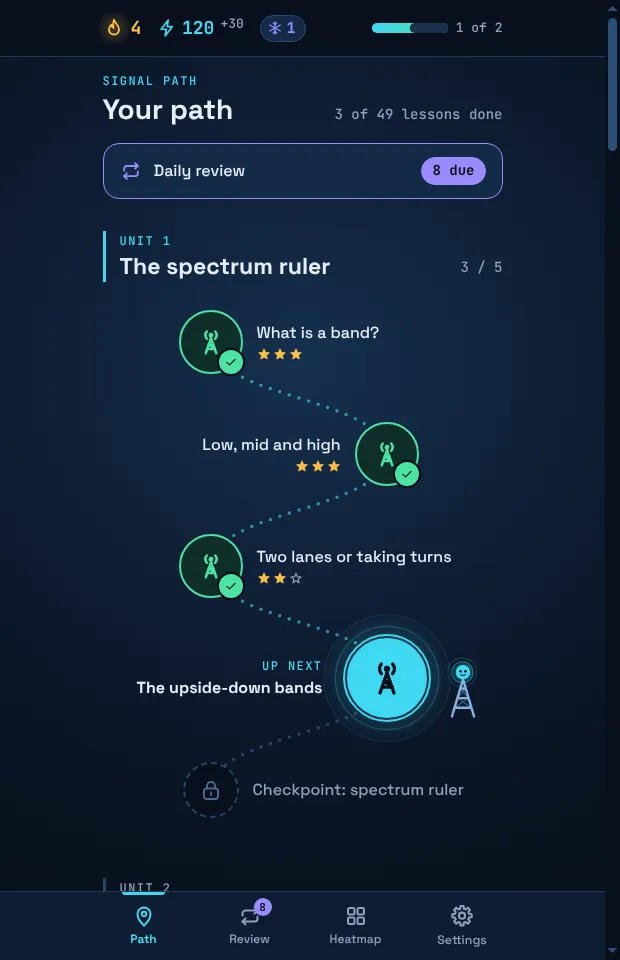 4 120 +30 1 1 of 2
SIGNAL PATH
Your path 3 of 49 lessons done
Daily review 8 due
UNIT 1
The spectrum ruler 3 / 5
What is a band?
Low, mid and high
Two lanes or taking turns
UP NEXT
The upside-down bands
Checkpoint: spectrum ruler
UNIT 2
8
Path Review Heatmap Settings